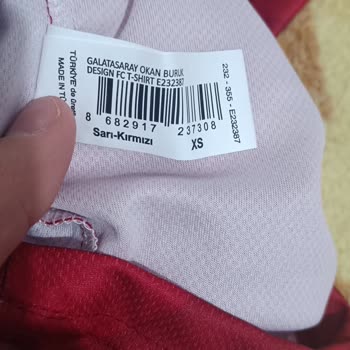 GALATASARAY OKAN BURUK
DESIGN FC T-SHIRT E232387
8 682917 237308
Sarı-Kırmızı
XS
232 - 355 - E232387
TÜRKİYE'de
MADE IN